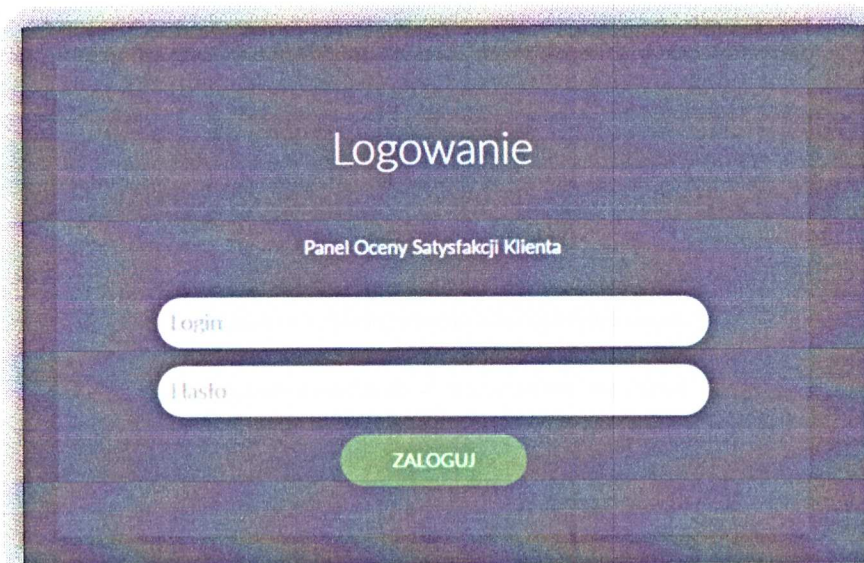 Logowanie
Panel Oceny Satysfakcji Klienta
Login
Hasło
ZALOGUJ